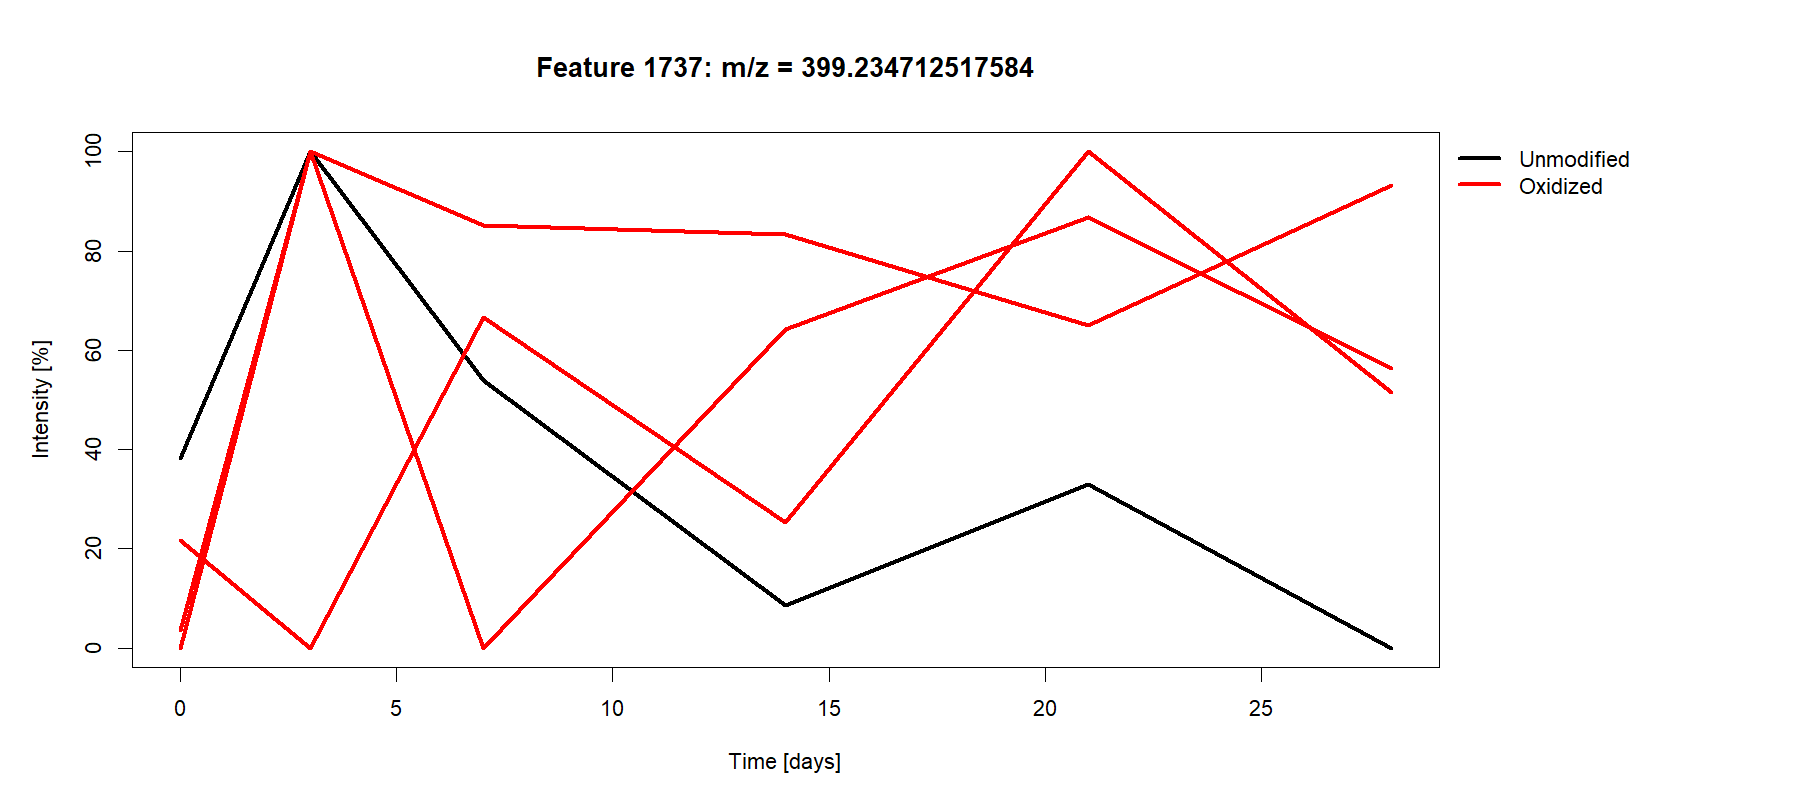 Feature 1737: m/z = 399.234712517584
Unmodified
Oxidized
Intensity [%]
100
80
60
40
20
0
0 5 10 15 20 25
Time [days]